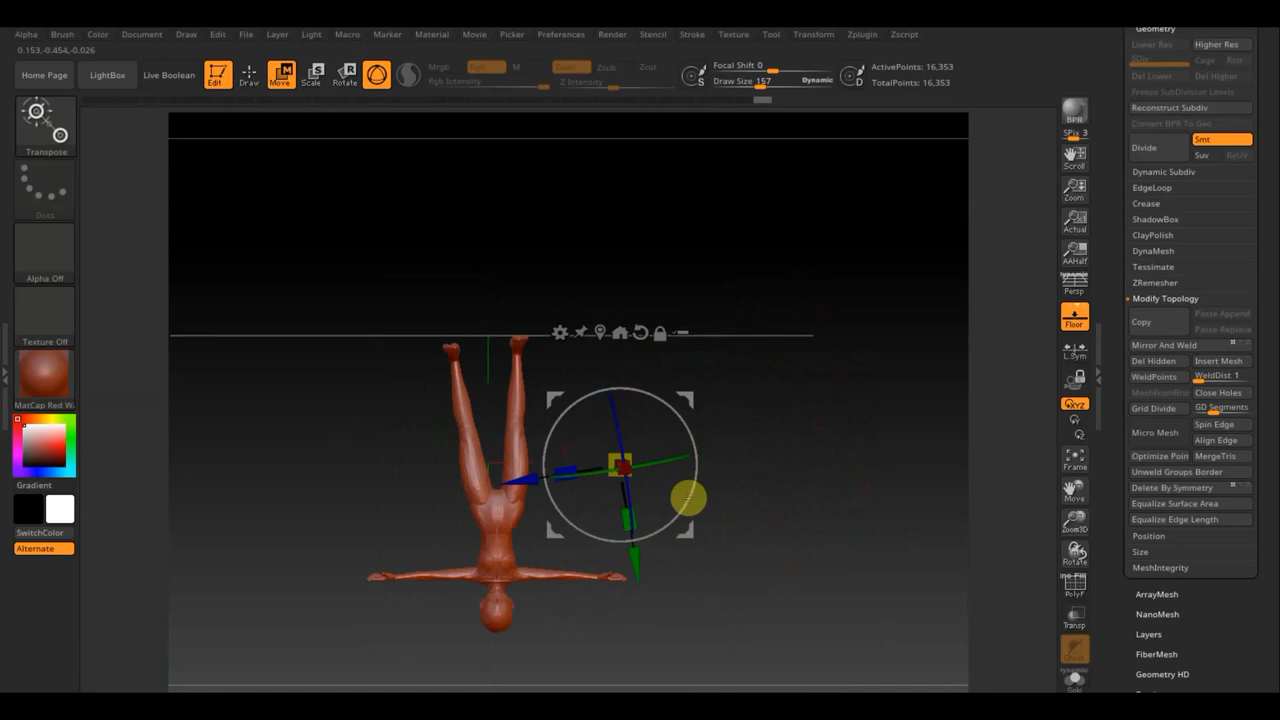 Alpha Brush Color Document Draw Edit File Layer Light Macro Marker Material Movie Picker Preferences Render Stencil Stroke Texture Tool Transform Zplugin Zscript
0.153,-0.454,-0.026
Home Page LightBox Live Boolean Edit Draw Move Scale Rotate
Mrgb Rgb M
Rgb Intensity
Zadd Zsub Zcut
Z Intensity
Focal Shift 0
Draw Size 157 Dynamic
ActivePoints: 16,353
TotalPoints: 16,353
Transpose
Dots
Alpha Off
Texture Off
MatCap Red Wa
Gradient
SwitchColor
Alternate
BPR
SPix 3
Scroll
Zoom
Actual
AAHalf
Dynamic
Persp
Floor
L.Sym
XYZ
Y
Z
Frame
Move
Zoom3D
Rotate
PolyF
Transp
Ghost
Dynamic
Solo
Geometry
Lower Res Higher Res
SDiv Cage Rstr
Del Lower Del Higher
Freeze SubDivision Levels
Reconstruct Subdiv
Convert BPR To Geo
Divide Smt
Suv ReUV
Dynamic Subdiv
EdgeLoop
Crease
ShadowBox
ClayPolish
DynaMesh
Tessimate
ZRemesher
Modify Topology
Copy Paste Append
Paste Replace
Mirror And Weld
Del Hidden Insert Mesh
WeldPoints WeldDist 1
MeshFromBru Close Holes
Grid Divide GD Segments
Micro Mesh Spin Edge
Align Edge
Optimize Poin MergeTris
Unweld Groups Border
Delete By Symmetry
Equalize Surface Area
Equalize Edge Length
Position
Size
MeshIntegrity
ArrayMesh
NanoMesh
Layers
FiberMesh
Geometry HD